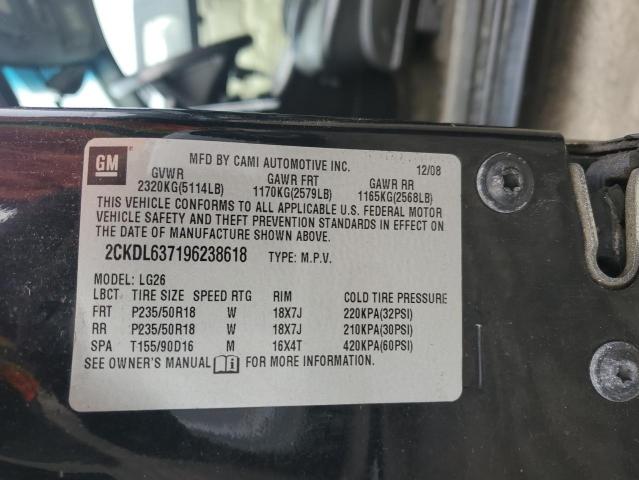 GM
MFD BY CAMI AUTOMOTIVE INC. 12/08
GVWR GAWR FRT GAWR RR
2320KG(5114LB) 1170KG(2579LB) 1165KG(2568LB)
THIS VEHICLE CONFORMS TO ALL APPLICABLE U.S. FEDERAL MOTOR
VEHICLE SAFETY AND THEFT PREVENTION STANDARDS IN EFFECT ON
THE DATE OF MANUFACTURE SHOWN ABOVE.
2CKDL637196238618 TYPE: M.P.V.
MODEL: LG26
LBCT TIRE SIZE SPEED RTG RIM COLD TIRE PRESSURE
FRT P235/50R18 W 18X7J 220KPA(32PSI)
RR P235/50R18 W 18X7J 210KPA(30PSI)
SPA T155/90D16 M 16X4T 420KPA(60PSI)
SEE OWNER'S MANUAL FOR MORE INFORMATION.